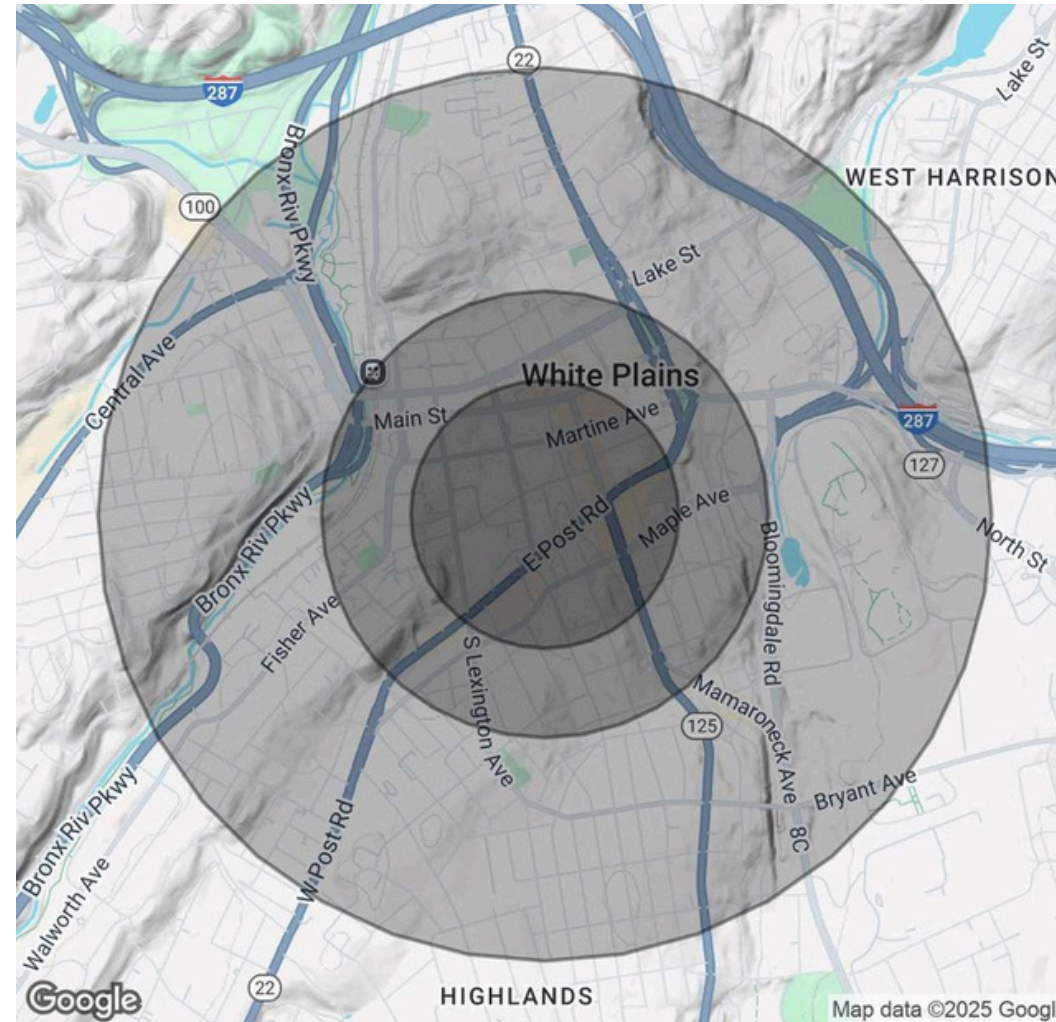 22
287
Lake St
Bronx Riv Pkwy
WEST HARRISON
100
Lake St
Central Ave
White Plains
Main St
Martine Ave
287
127
E Post Rd
Maple Ave
North St
Bronx Riv Pkwy
Bloomingdale Rd
Fisher Ave
S Lexington Ave
Mamaroneck Ave
125
Bronx Riv Pkwy
Bryant Ave
W Post Rd
8C
Walworth Ave
22
HIGHLANDS
Google
Map data ©2025 Googl